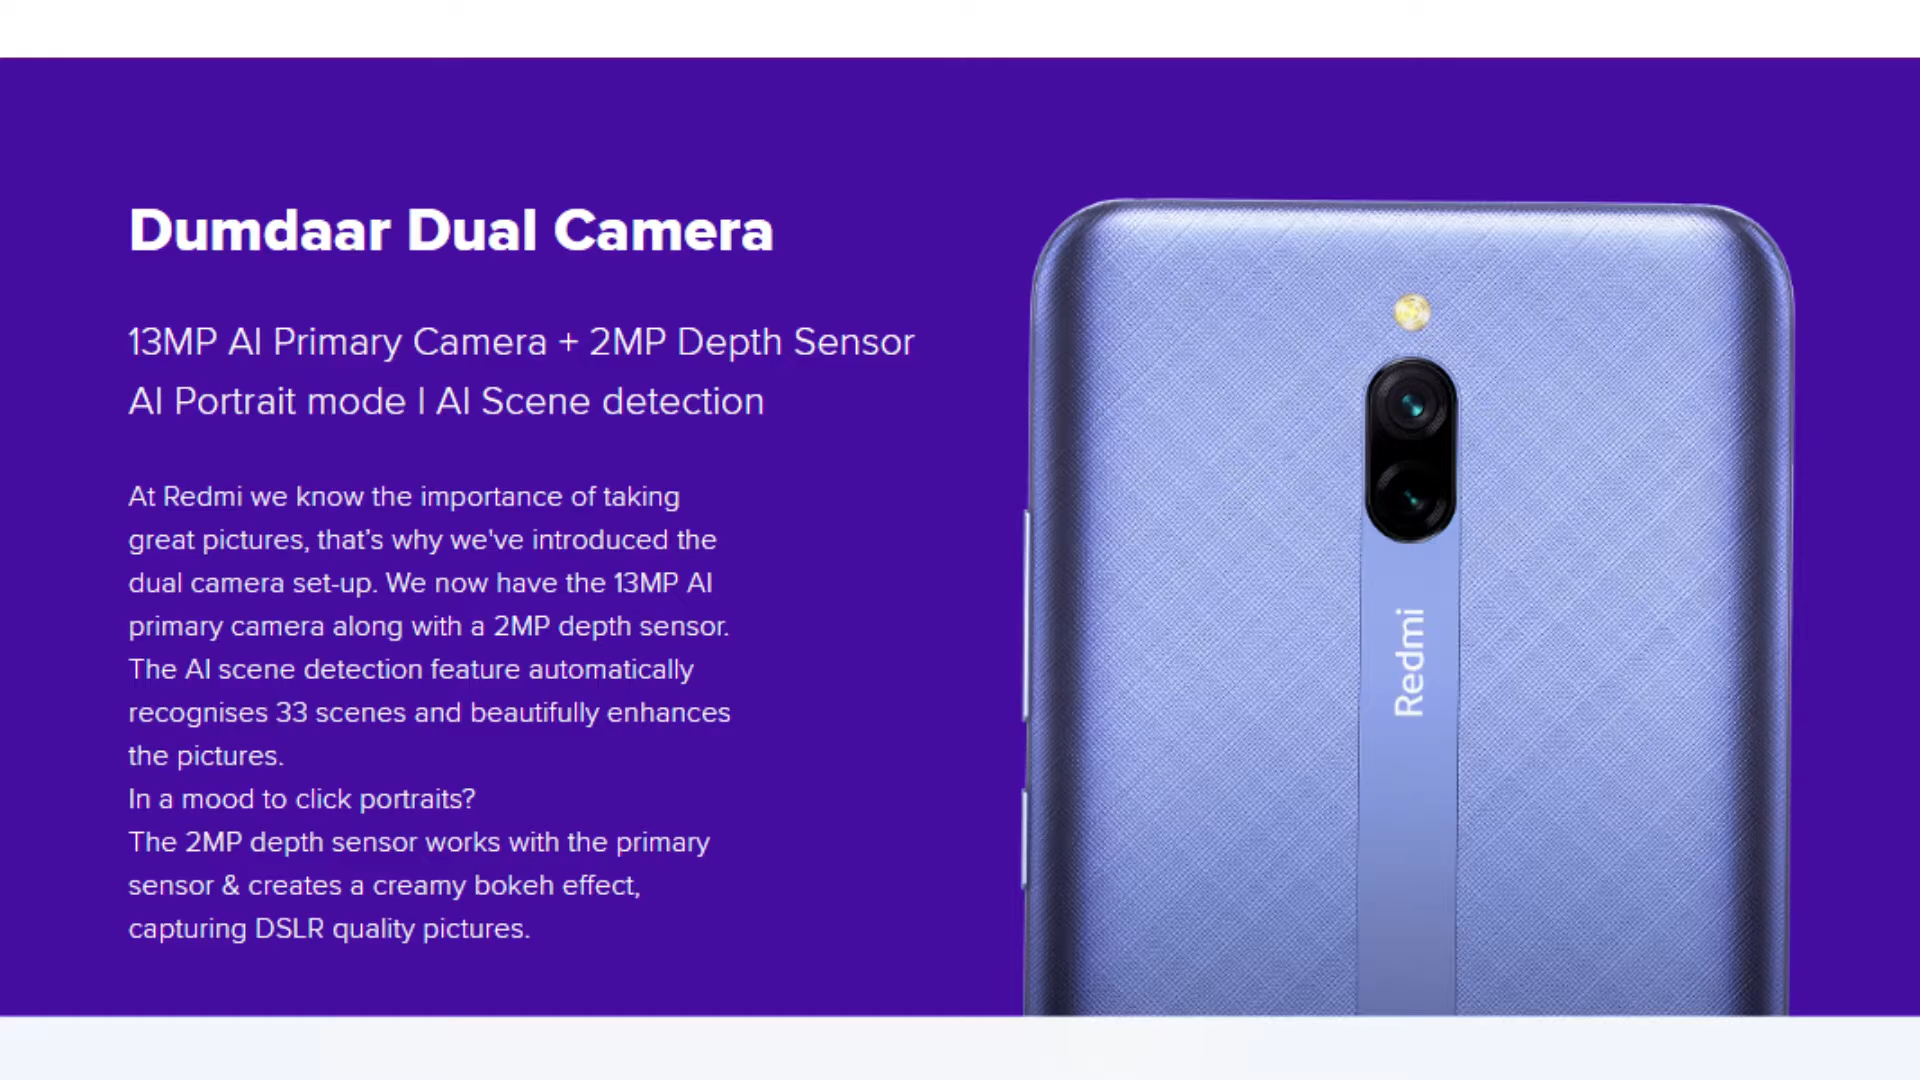 Dumdaar Dual Camera
13MP AI Primary Camera + 2MP Depth Sensor
AI Portrait mode | AI Scene detection
At Redmi we know the importance of taking
great pictures, that’s why we've introduced the
dual camera set-up. We now have the 13MP AI
primary camera along with a 2MP depth sensor.
The AI scene detection feature automatically
recognises 33 scenes and beautifully enhances
the pictures.
In a mood to click portraits?
The 2MP depth sensor works with the primary
sensor & creates a creamy bokeh effect,
capturing DSLR quality pictures.
Redmi